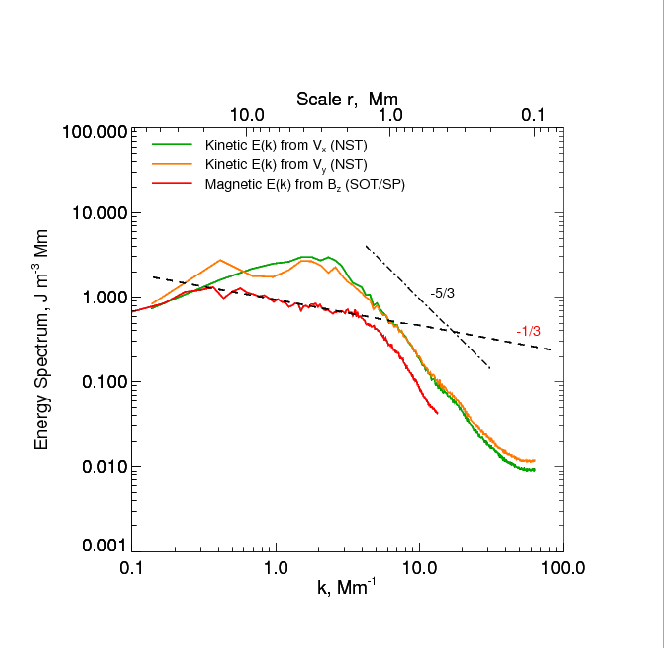 Scale r, Mm
10.0 1.0 0.1
100.000
Kinetic E(k) from Vx (NST)
Kinetic E(k) from Vy (NST)
Magnetic E(k) from Bz (SOT/SP)
10.000
-5/3
1.000
-1/3
0.100
0.010
0.001
Energy Spectrum, J m-3 Mm
0.1 1.0 10.0 100.0
k, Mm-1